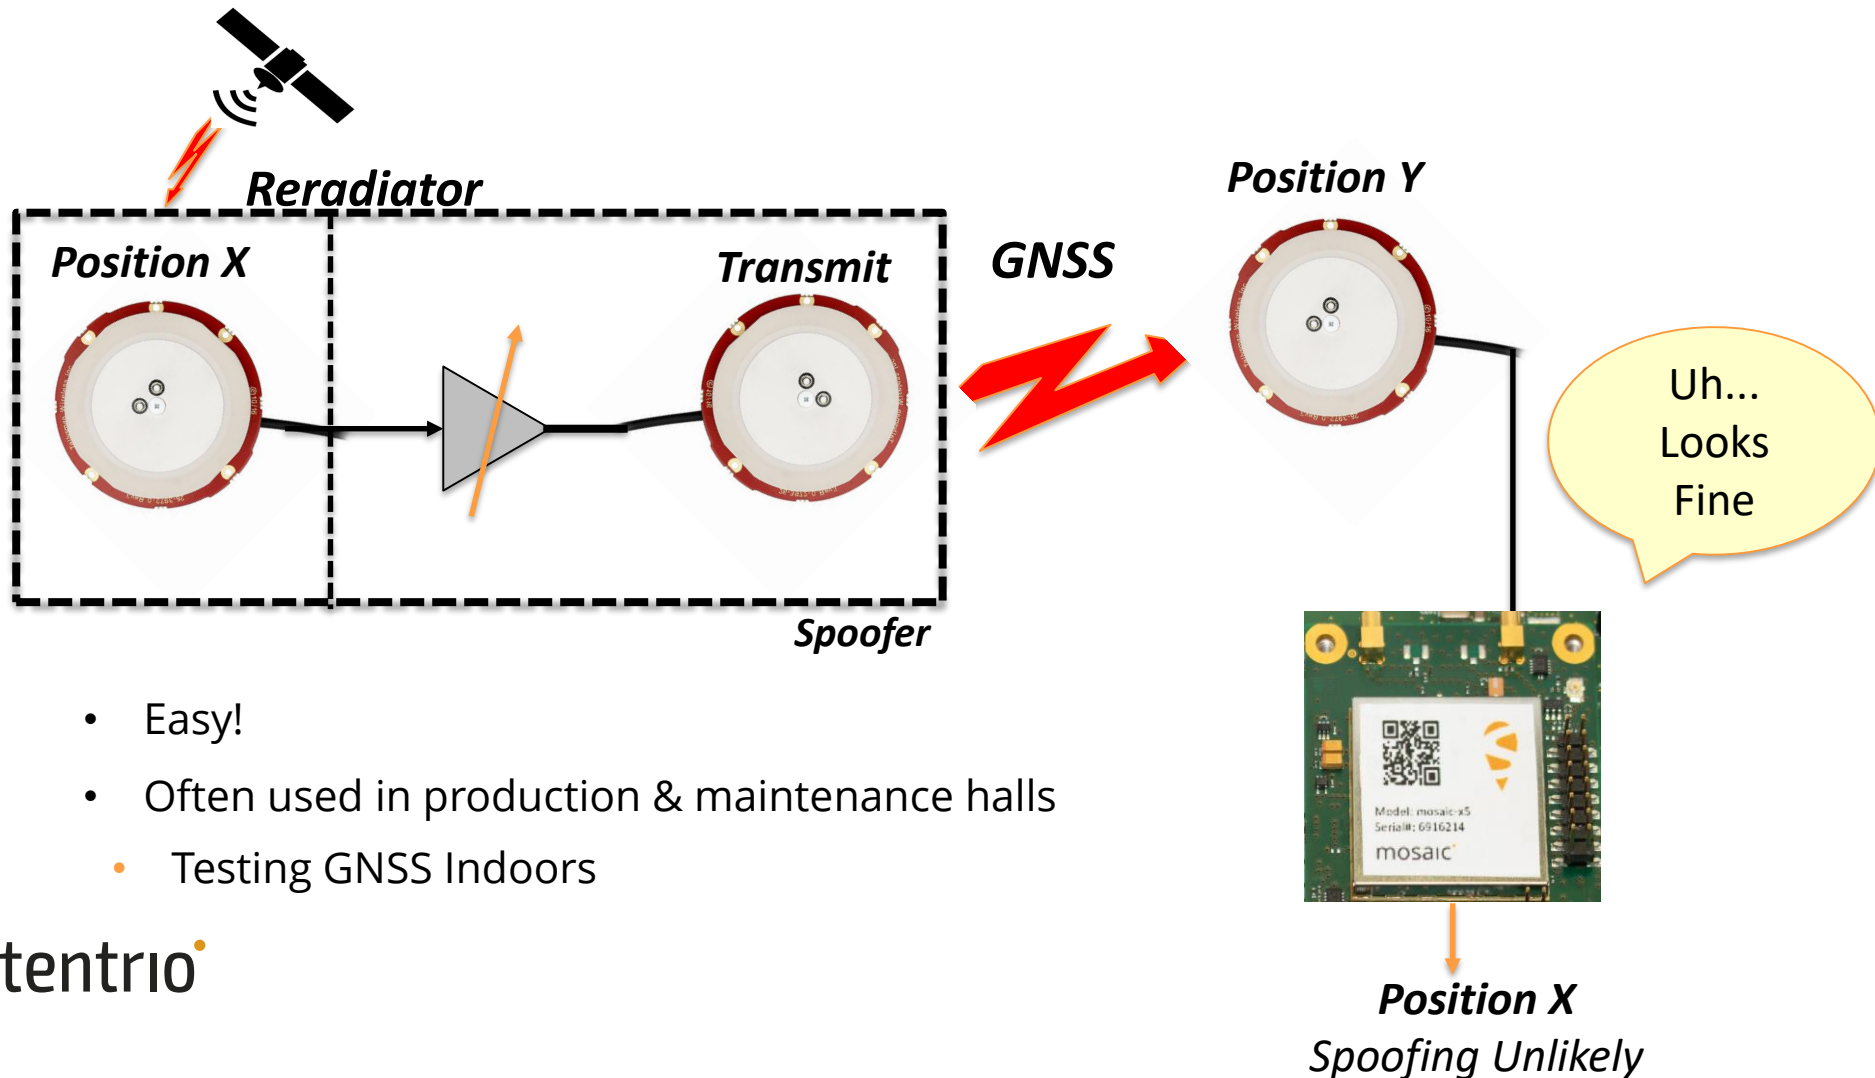 Reradiator
Position X
Transmit
GNSS
Position Y
Uh...
Looks
Fine
Spoofer
• Easy!
• Often used in production & maintenance halls
• Testing GNSS Indoors
Model: mosaic-x5
Serial#: 6916214
mosaic
tentrio
Position X
Spoofing Unlikely